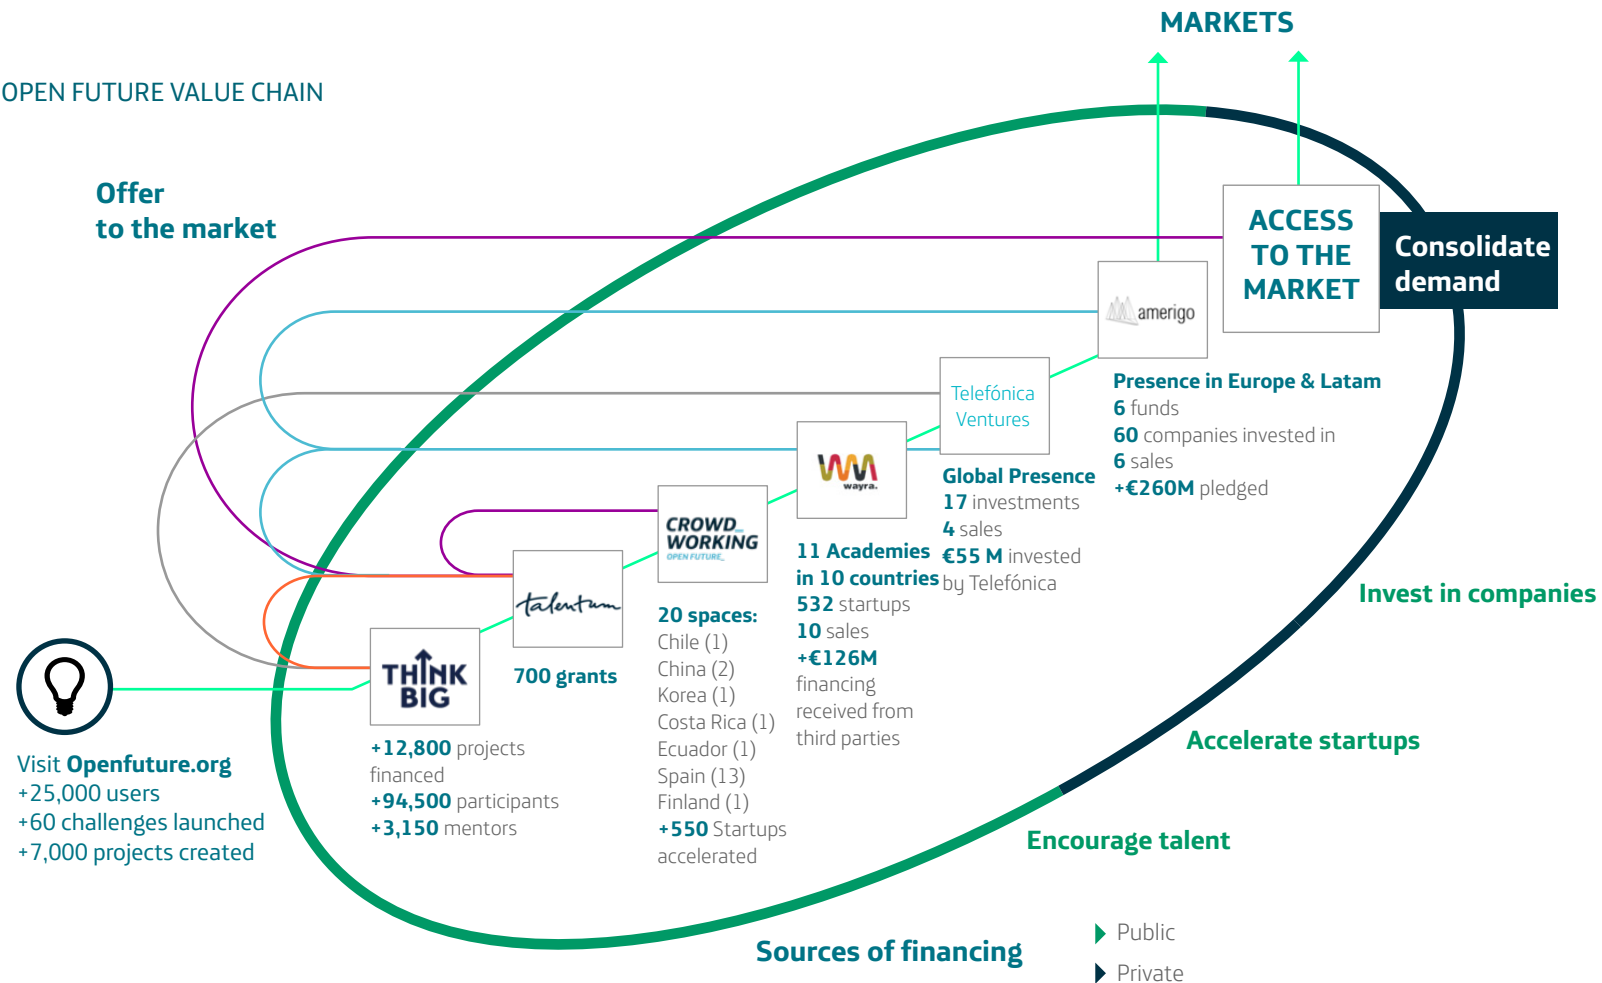 MARKETS
OPEN FUTURE VALUE CHAIN
Offer
to the market
ACCESS
TO THE
MARKET
Consolidate
demand
amerigo
Presence in Europe & Latam
6 funds
60 companies invested in
6 sales
+€260M pledged
Telefónica
Ventures
Global Presence
17 investments
4 sales
€55 M invested
by Telefónica
wayra.
11 Academies
in 10 countries
532 startups
10 sales
+€126M
financing
received from
third parties
CROWD_
WORKING
OPEN FUTURE_
20 spaces:
Chile (1)
China (2)
Korea (1)
Costa Rica (1)
Ecuador (1)
Spain (13)
Finland (1)
+550 Startups
accelerated
talentum
700 grants
THINK
BIG
+12,800 projects
financed
+94,500 participants
+3,150 mentors
Visit Openfuture.org
+25,000 users
+60 challenges launched
+7,000 projects created
Invest in companies
Accelerate startups
Encourage talent
Sources of financing
Public
Private